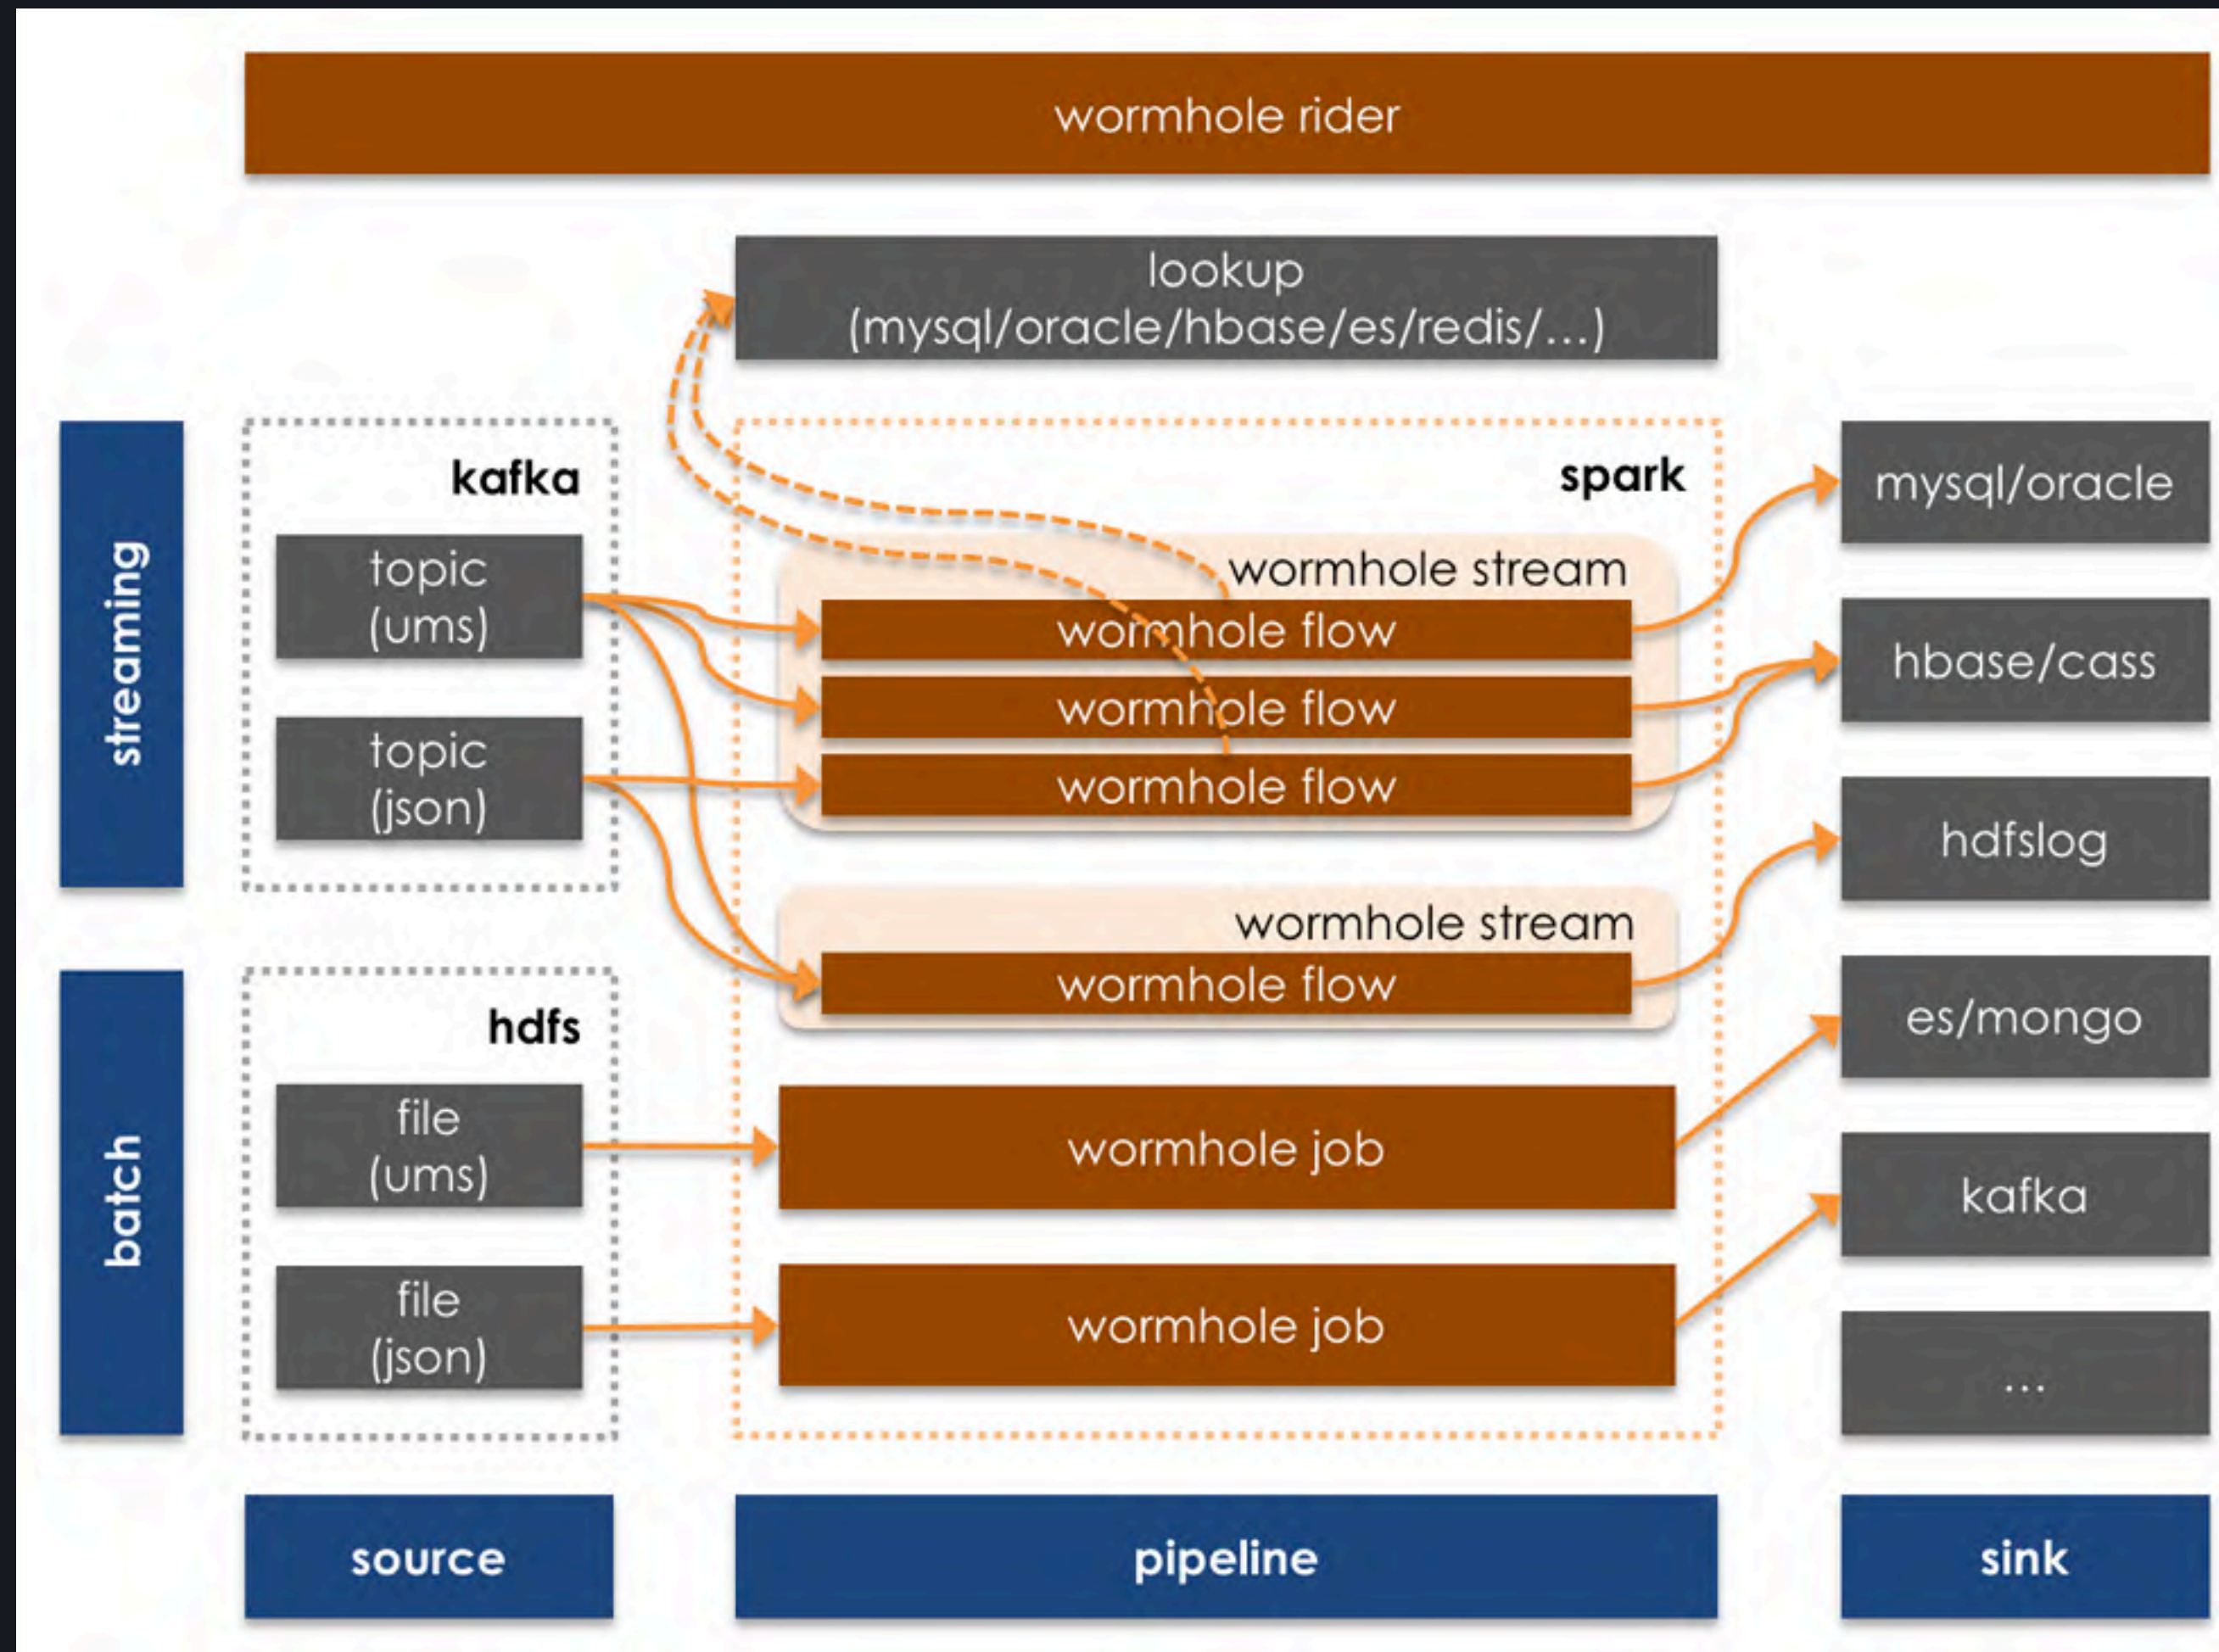 wormhole rider
lookup
(mysql/oracle/hbase/es/redis/...)
streaming
kafka
topic
(ums)
topic
(json)
spark
wormhole stream
wormhole flow
wormhole flow
wormhole flow
wormhole stream
wormhole flow
mysql/oracle
hbase/cass
hdfslog
batch
hdfs
file
(ums)
file
(json)
wormhole job
wormhole job
es/mongo
kafka
...
source
pipeline
sink